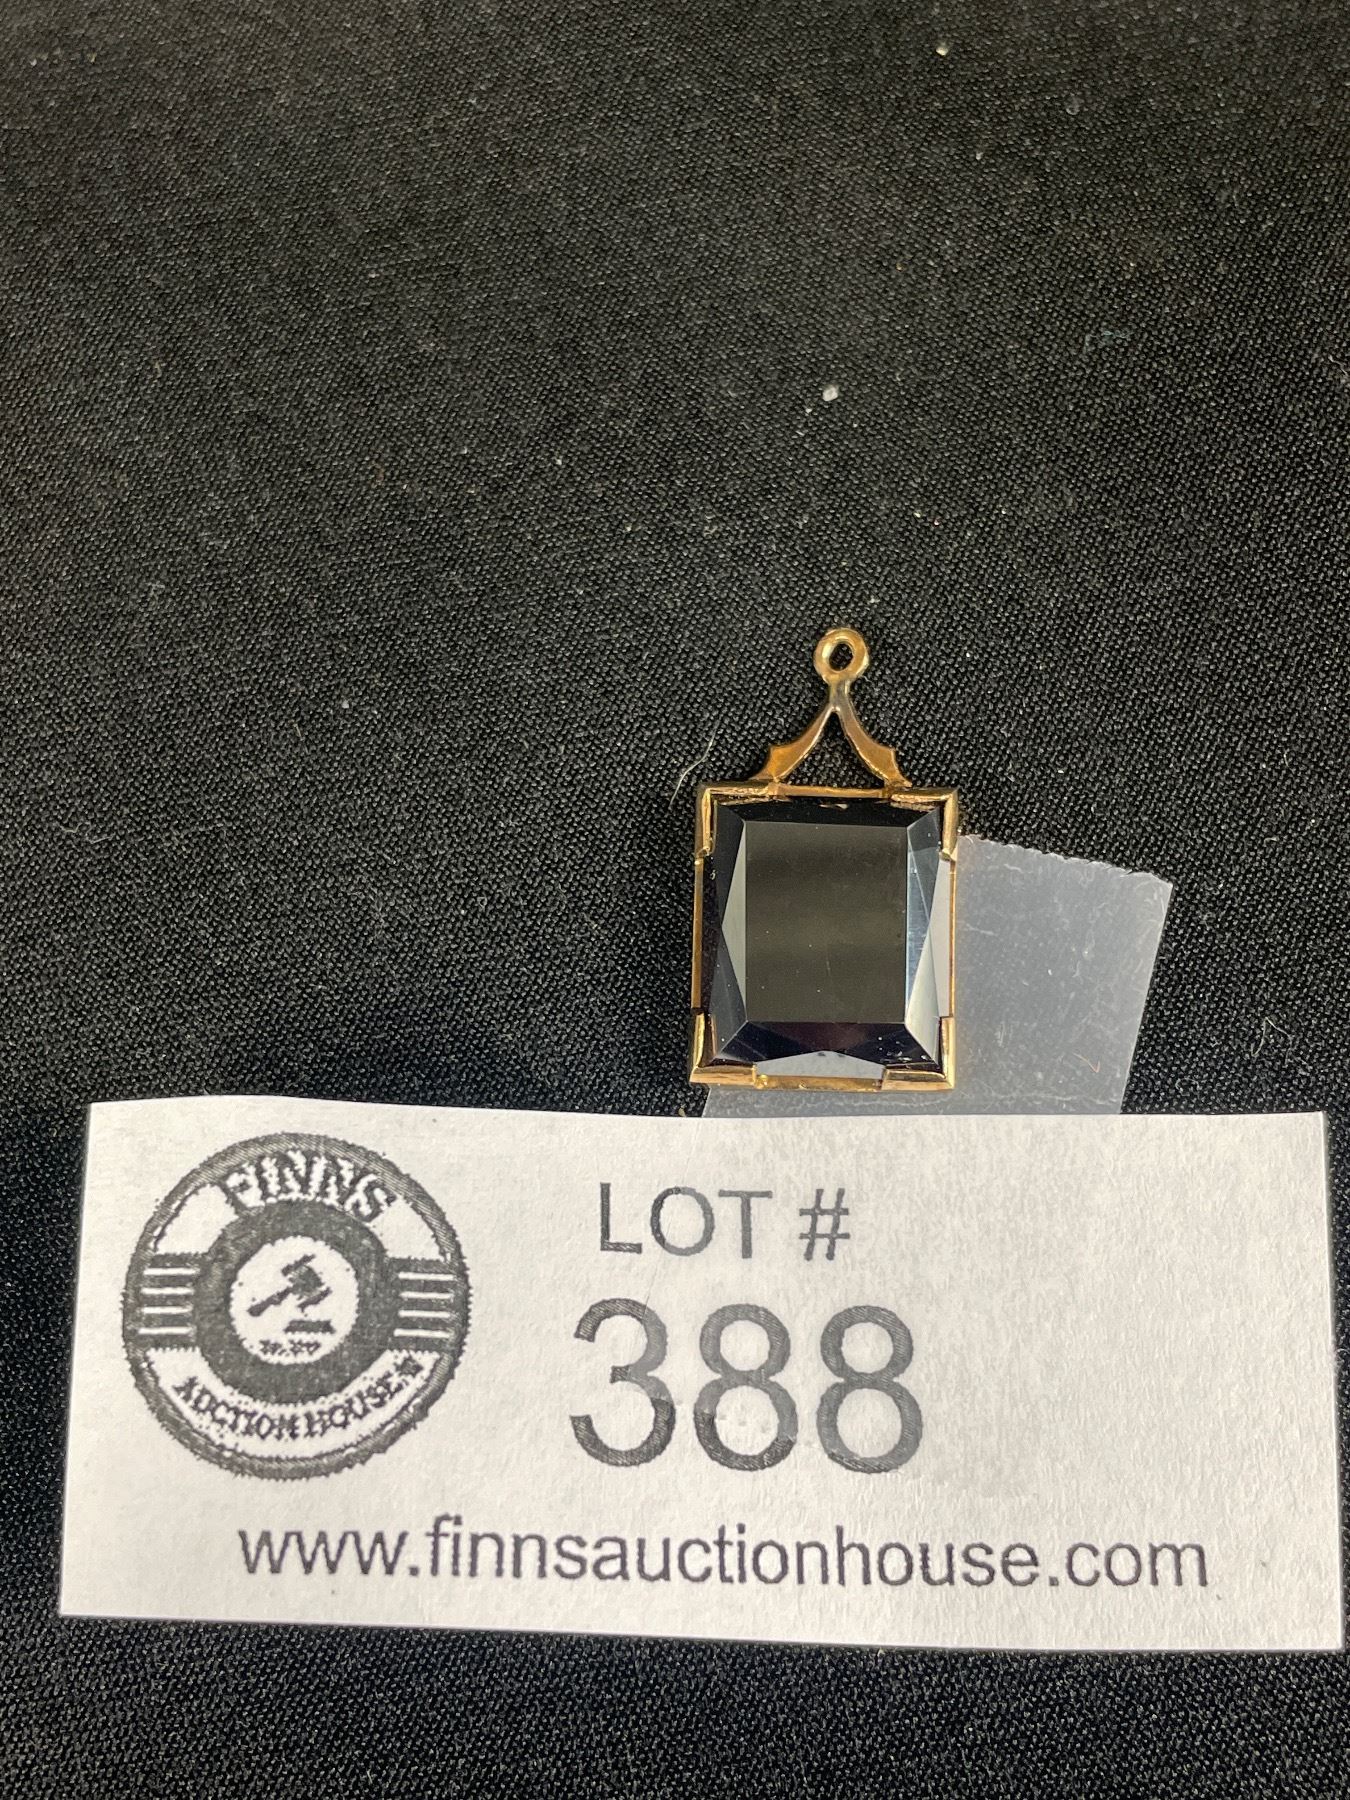 FINNS
AUCTION HOUSE
LOT #
388
www.finnsauctionhouse.com